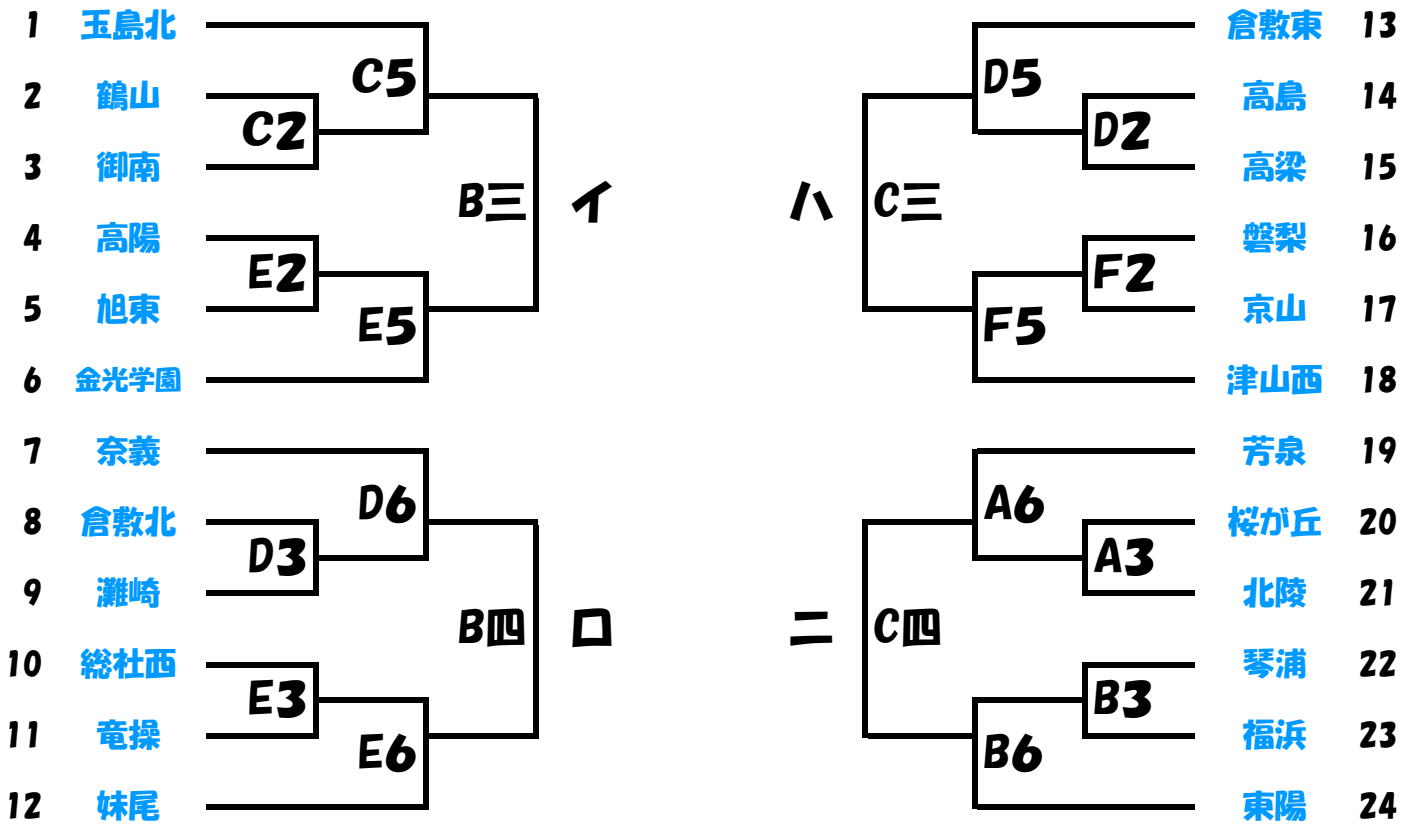 1 玉島北
2 鶴山
3 御南
4 高陽
5 旭東
6 金光学園
7 奈義
8 倉敷北
9 灘崎
10 総社西
11 竜操
12 妹尾
C5
C2
E2
E5
B三 イ
D6
D3
E3
E6
B四 ロ
ハ C三
D5
D2
F2
F5
ニ C四
A6
A3
B3
B6
倉敷東 13
高島 14
高梁 15
磐梨 16
京山 17
津山西 18
芳泉 19
桜が丘 20
北陵 21
琴浦 22
福浜 23
東陽 24